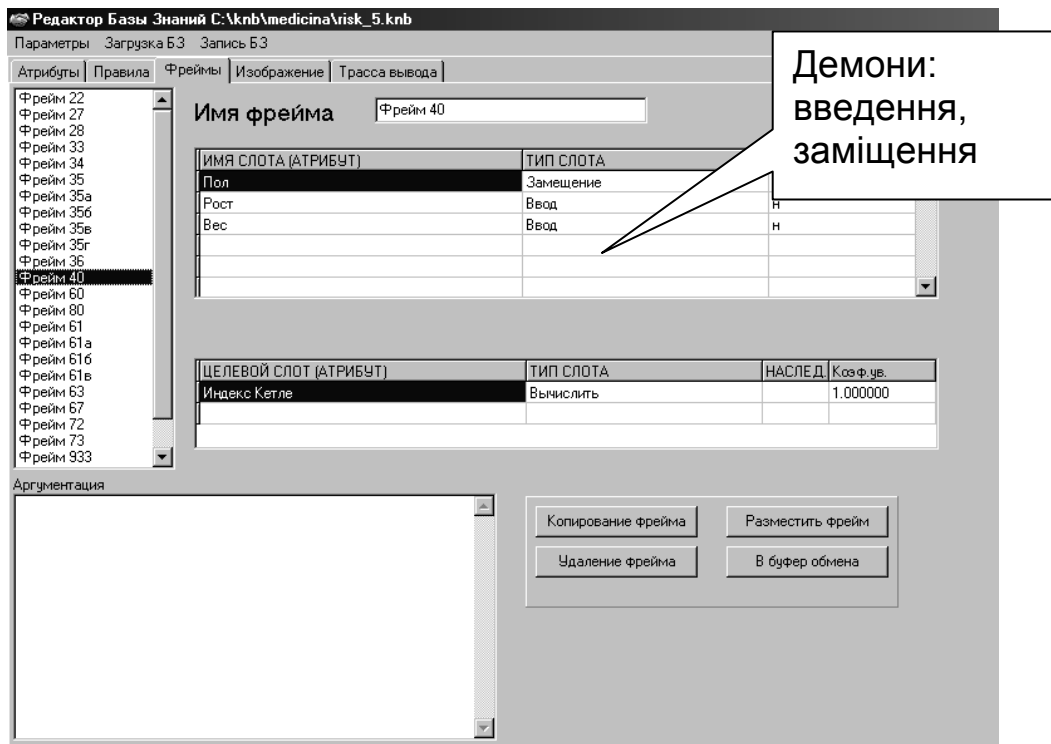 Редактор Базы Знаний C:\knb\medicina\risk_5.knb
Параметры Загрузка БЗ Запись БЗ
Атрибуты Правила Фреймы Изображение Трасса вывода
Демони:
введення,
заміщення
Фрейм 22
Фрейм 27
Фрейм 28
Фрейм 33
Фрейм 34
Фрейм 35
Фрейм 35а
Фрейм 35б
Фрейм 35в
Фрейм 35г
Фрейм 36
Фрейм 40
Фрейм 60
Фрейм 80
Фрейм 61
Фрейм 61а
Фрейм 61б
Фрейм 61в
Фрейм 63
Фрейм 67
Фрейм 72
Фрейм 73
Фрейм 933
Имя фрейма Фрейм 40
ИМЯ СЛОТА (АТРИБУТ) ТИП СЛОТА
Пол Замещение
Рост Ввод н
Вес Ввод н
ЦЕЛЕВОЙ СЛОТ (АТРИБУТ) ТИП СЛОТА НАСЛЕД. Коэф.ув.
Индекс Кетле Вычислить 1.000000
Аргументация
Копирование фрейма Разместить фрейм
Удаление фрейма В буфер обмена